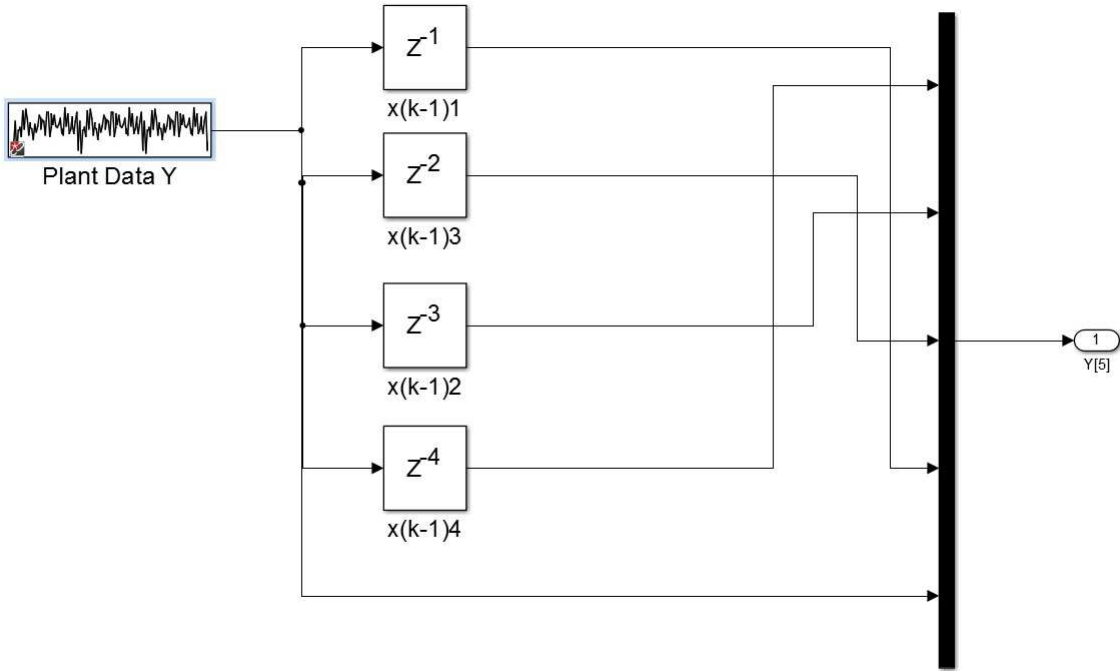 Z-1
x(k-1)1
Plant Data Y
Z-2
x(k-1)3
Z-3
x(k-1)2
1
Y[5]
Z-4
x(k-1)4